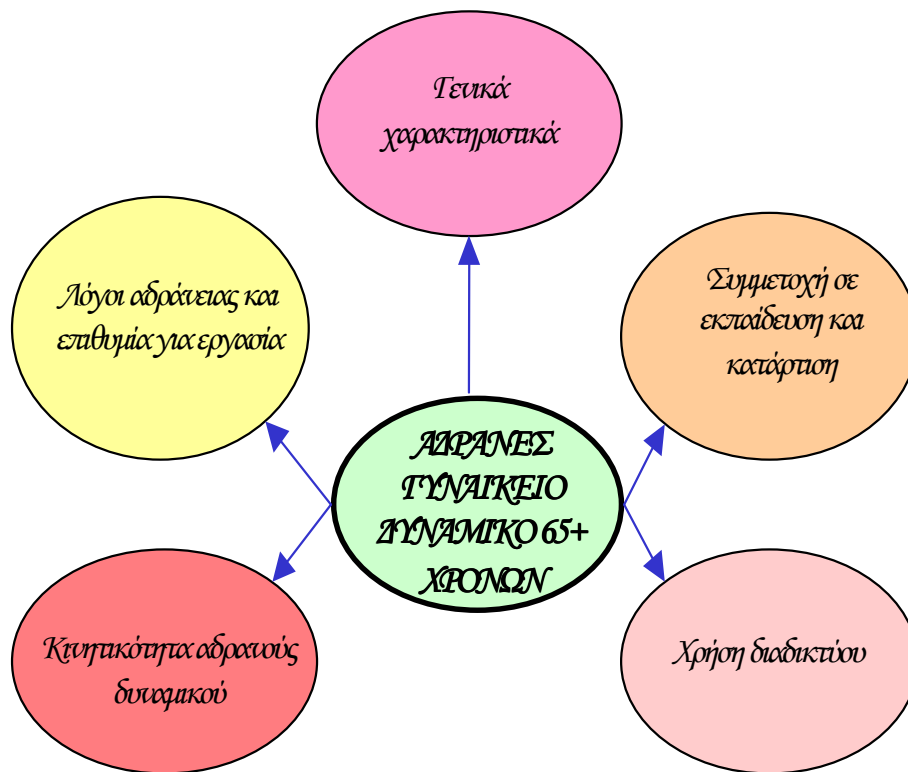 Γενικά
χαρακτηριστικά
Λόγοι αδράνειας και
επιθυμία για εργασία
Συμμετοχή σε
εκπαίδευση και
κατάρτιση
ΑΔΡΑΝΕΣ
ΓΥΝΑΙΚΕΙΟ
ΔΥΝΑΜΙΚΟ 65+
ΧΡΟΝΩΝ
Κινητικότητα αδρανούς
δυναμικού
Χρήση διαδικτύου